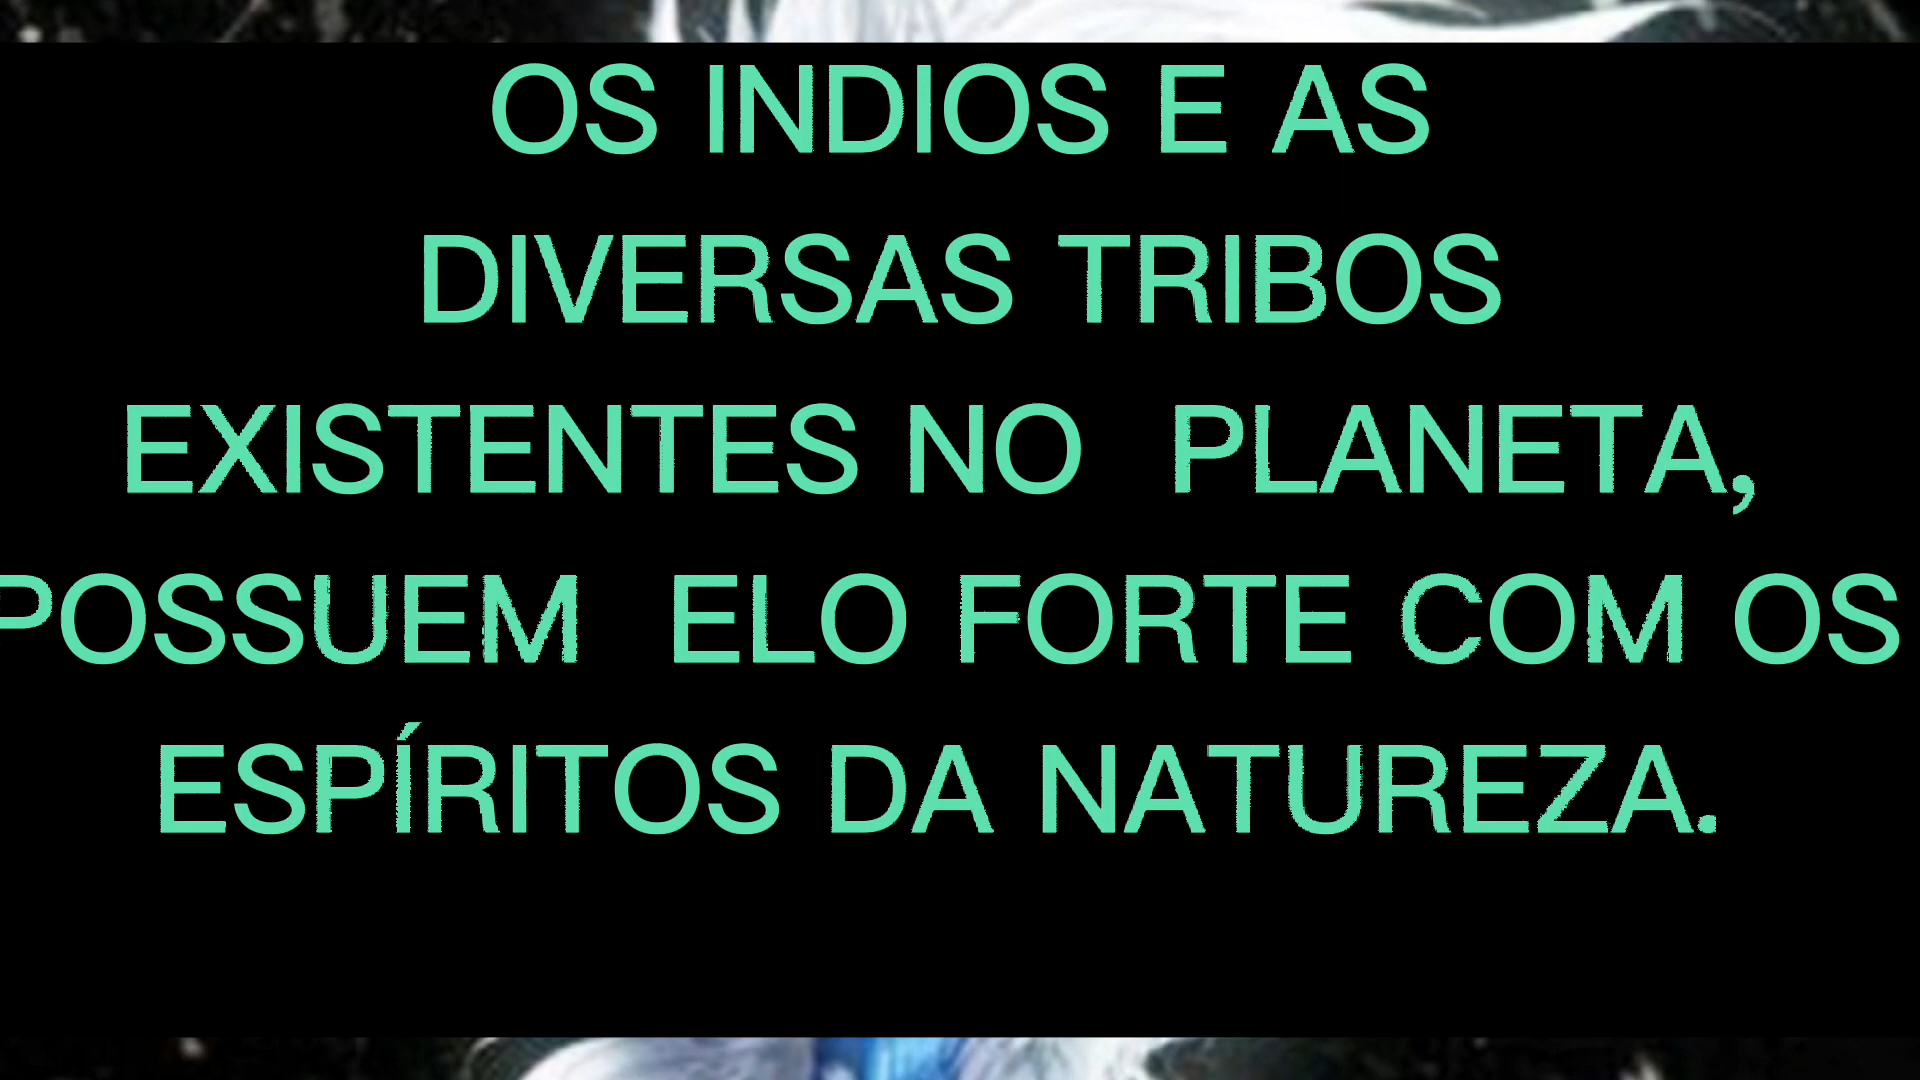 OS INDIOS E AS
DIVERSAS TRIBOS
EXISTENTES NO PLANETA,
POSSUEM ELO FORTE COM OS
ESPÍRITOS DA NATUREZA.